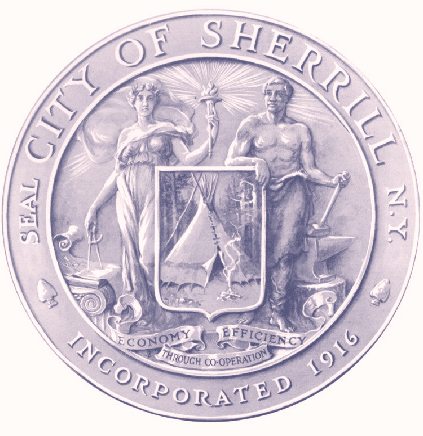 SEAL CITY OF SHERRILL N.Y.
ECONOMY EFFICIENCY
THROUGH CO-OPERATION
INCORPORATED 1916